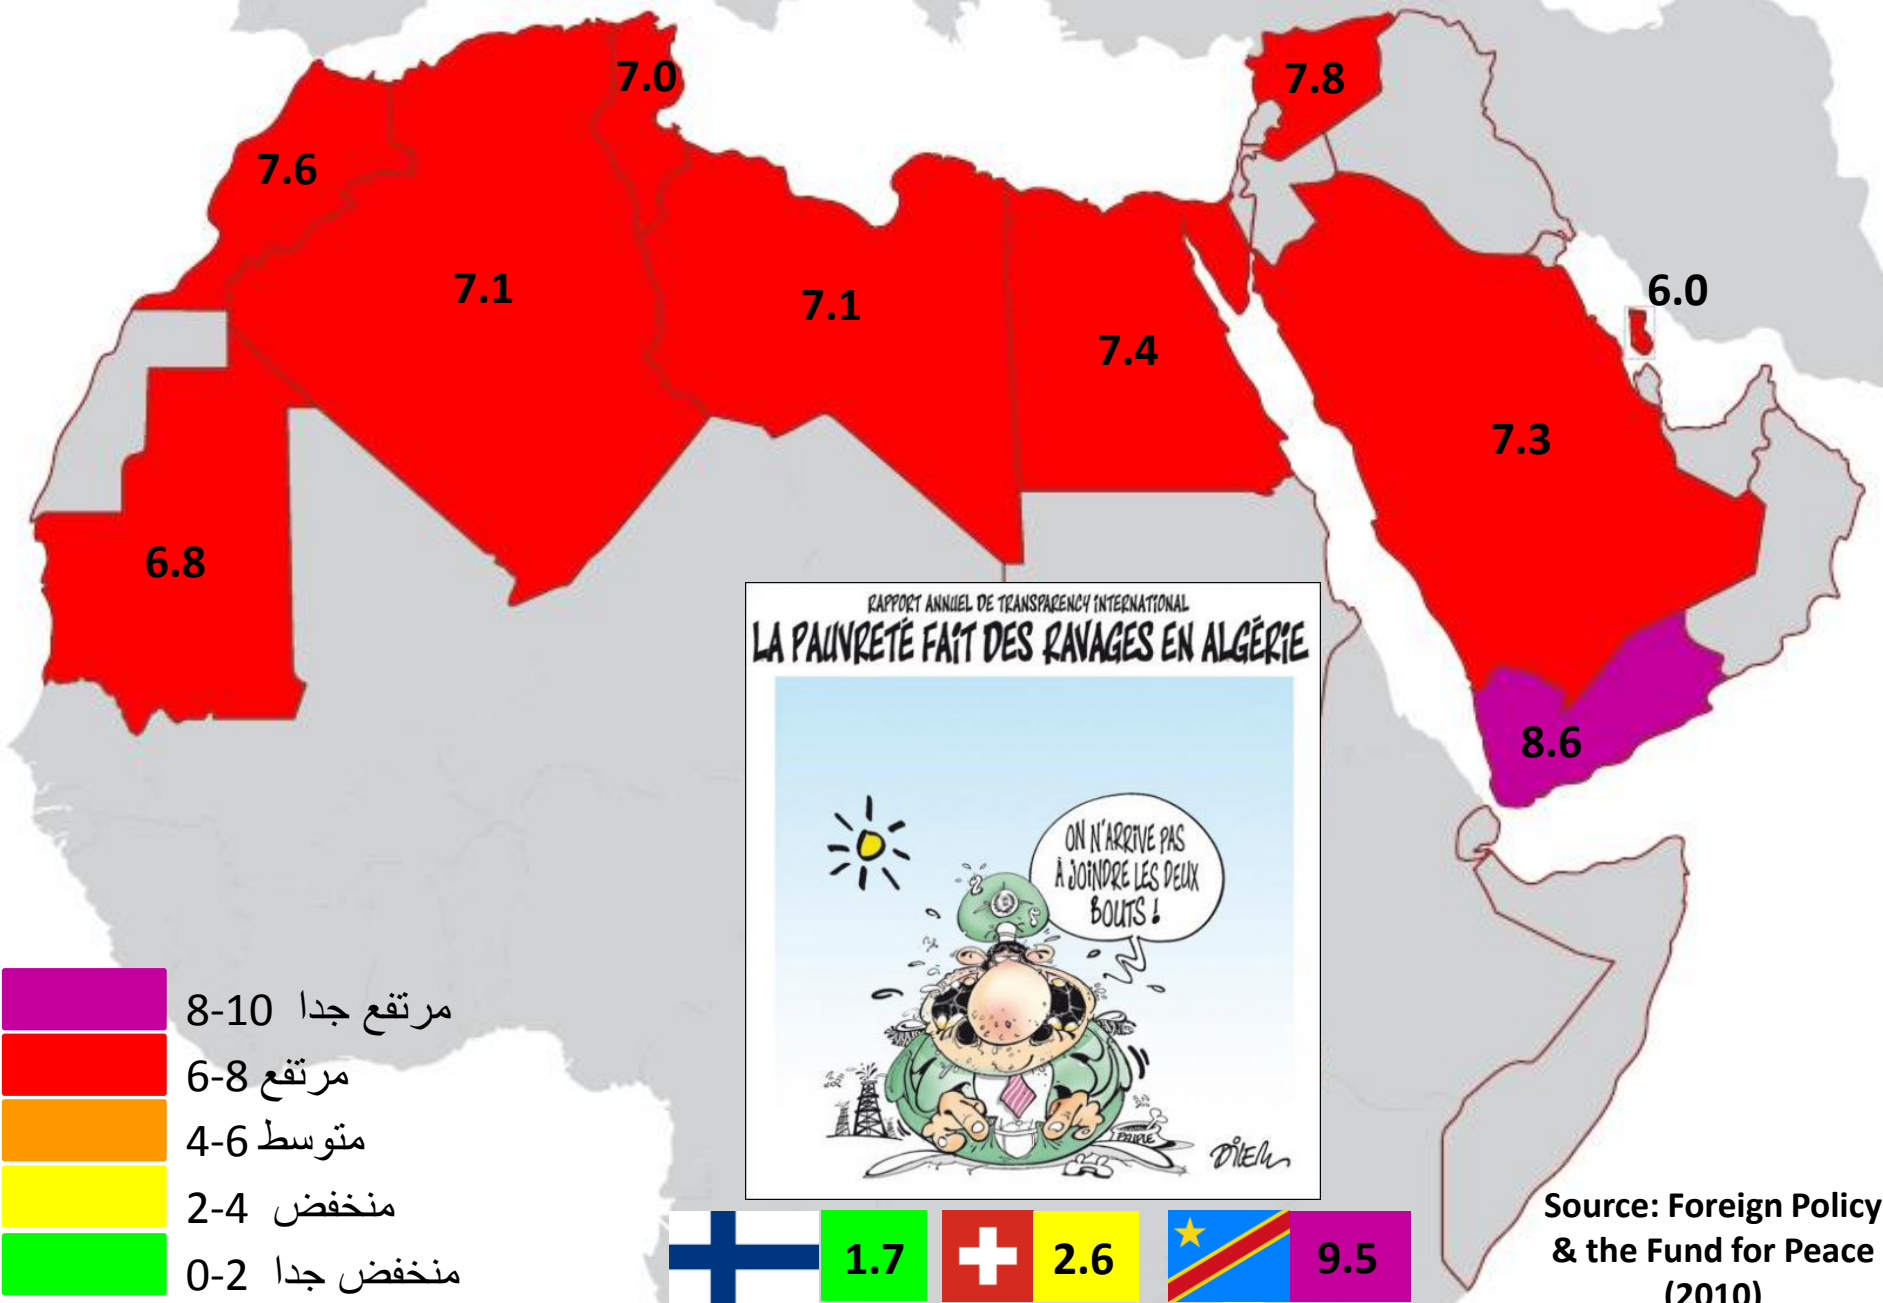 7.0
7.8
7.6
7.1
7.1
7.4
6.0
7.3
6.8
8.6
RAPPORT ANNUEL DE TRANSPARENCY INTERNATIONAL
LA PAUVRETÉ FAIT DES RAVAGES EN ALGÉRIE
ON N'ARRIVE PAS
À JOINDRE LES DEUX
BOUTS !
DILEM
8-10 مرتفع جدا
6-8 مرتفع
4-6 متوسط
2-4 منخفض
0-2 منخفض جدا
1.7
2.6
9.5
Source: Foreign Policy
& the Fund for Peace
(2010)